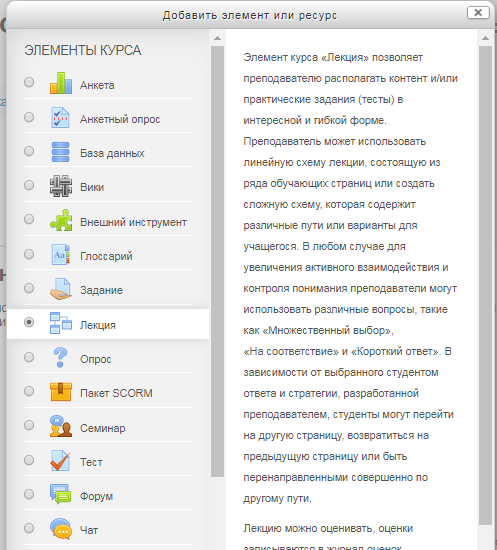 Добавить элемент или ресурс
ЭЛЕМЕНТЫ КУРСА
Анкета
Анкетный опрос
База данных
Вики
Внешний инструмент
Глоссарий
Задание
Лекция
Опрос
Пакет SCORM
Семинар
Тест
Форум
Чат
Элемент курса «Лекция» позволяет
преподавателю располагать контент и/или
практические задания (тесты) в
интересной и гибкой форме.
Преподаватель может использовать
линейную схему лекции, состоящую из
ряда обучающих страниц или создать
сложную схему, которая содержит
различные пути или варианты для
учащегося. В любом случае для
увеличения активного взаимодействия и
контроля понимания преподаватели могут
использовать различные вопросы, такие
как «Множественный выбор»,
«На соответствие» и «Короткий ответ». В
зависимости от выбранного студентом
ответа и стратегии, разработанной
преподавателем, студенты могут перейти
на другую страницу, возвратиться на
предыдущую страницу или быть
перенаправленными совершенно по
другому пути.
Лекцию можно оценивать, оценки
записываются в журнал оценок